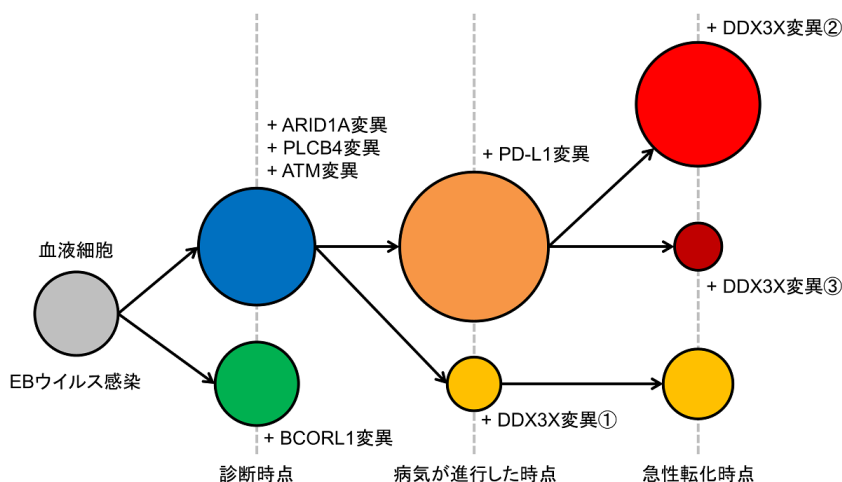 + DDX3X変異②
+ ARID1A変異
+ PLCB4変異
+ ATM変異
+ PD-L1変異
血液細胞
+ DDX3X変異③
EBウイルス感染
+ DDX3X変異①
+ BCORL1変異
診断時点
病気が進行した時点
急性転化時点